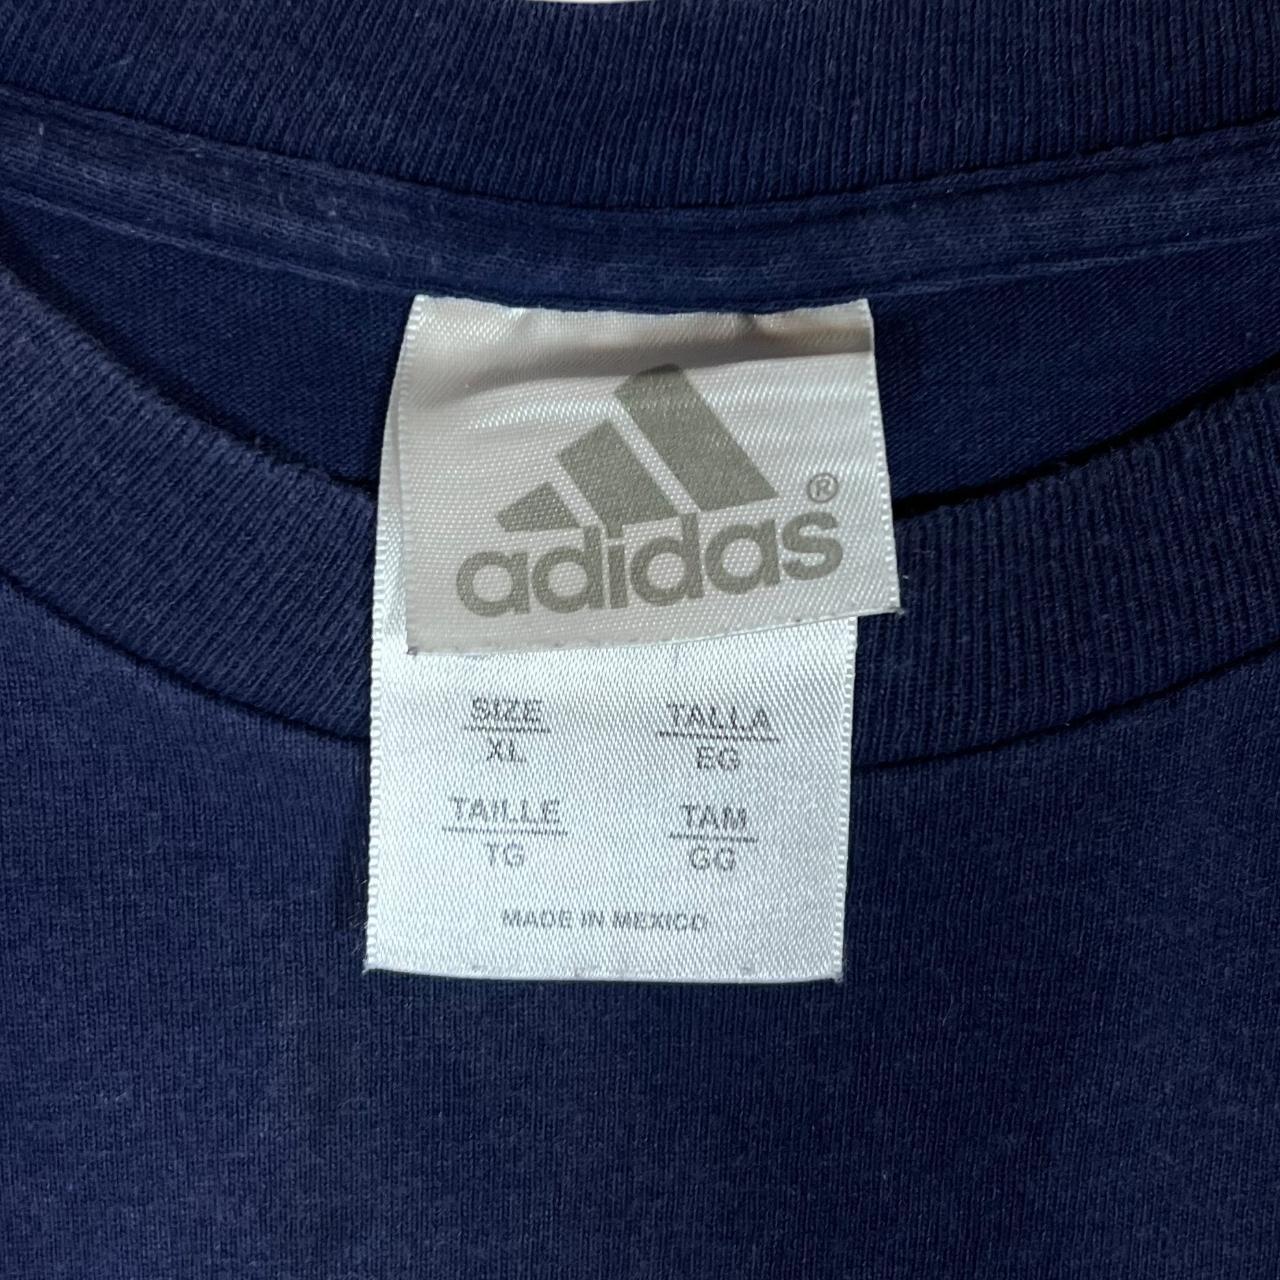 adidas®
SIZE TALLA
XL EG
TAILLE TAM
TG GG
MADE IN MEXICO